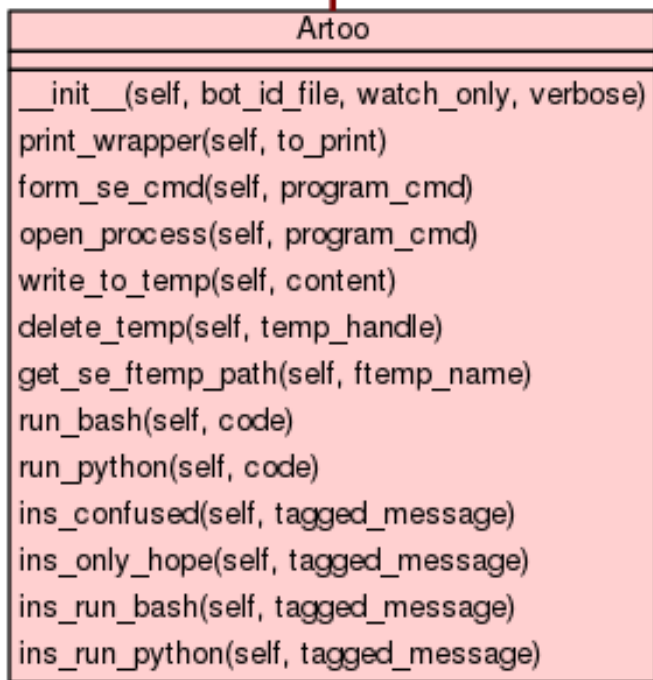 Artoo
__init__(self, bot_id_file, watch_only, verbose)
print_wrapper(self, to_print)
form_se_cmd(self, program_cmd)
open_process(self, program_cmd)
write_to_temp(self, content)
delete_temp(self, temp_handle)
get_se_ftemp_path(self, ftemp_name)
run_bash(self, code)
run_python(self, code)
ins_confused(self, tagged_message)
ins_only_hope(self, tagged_message)
ins_run_bash(self, tagged_message)
ins_run_python(self, tagged_message)